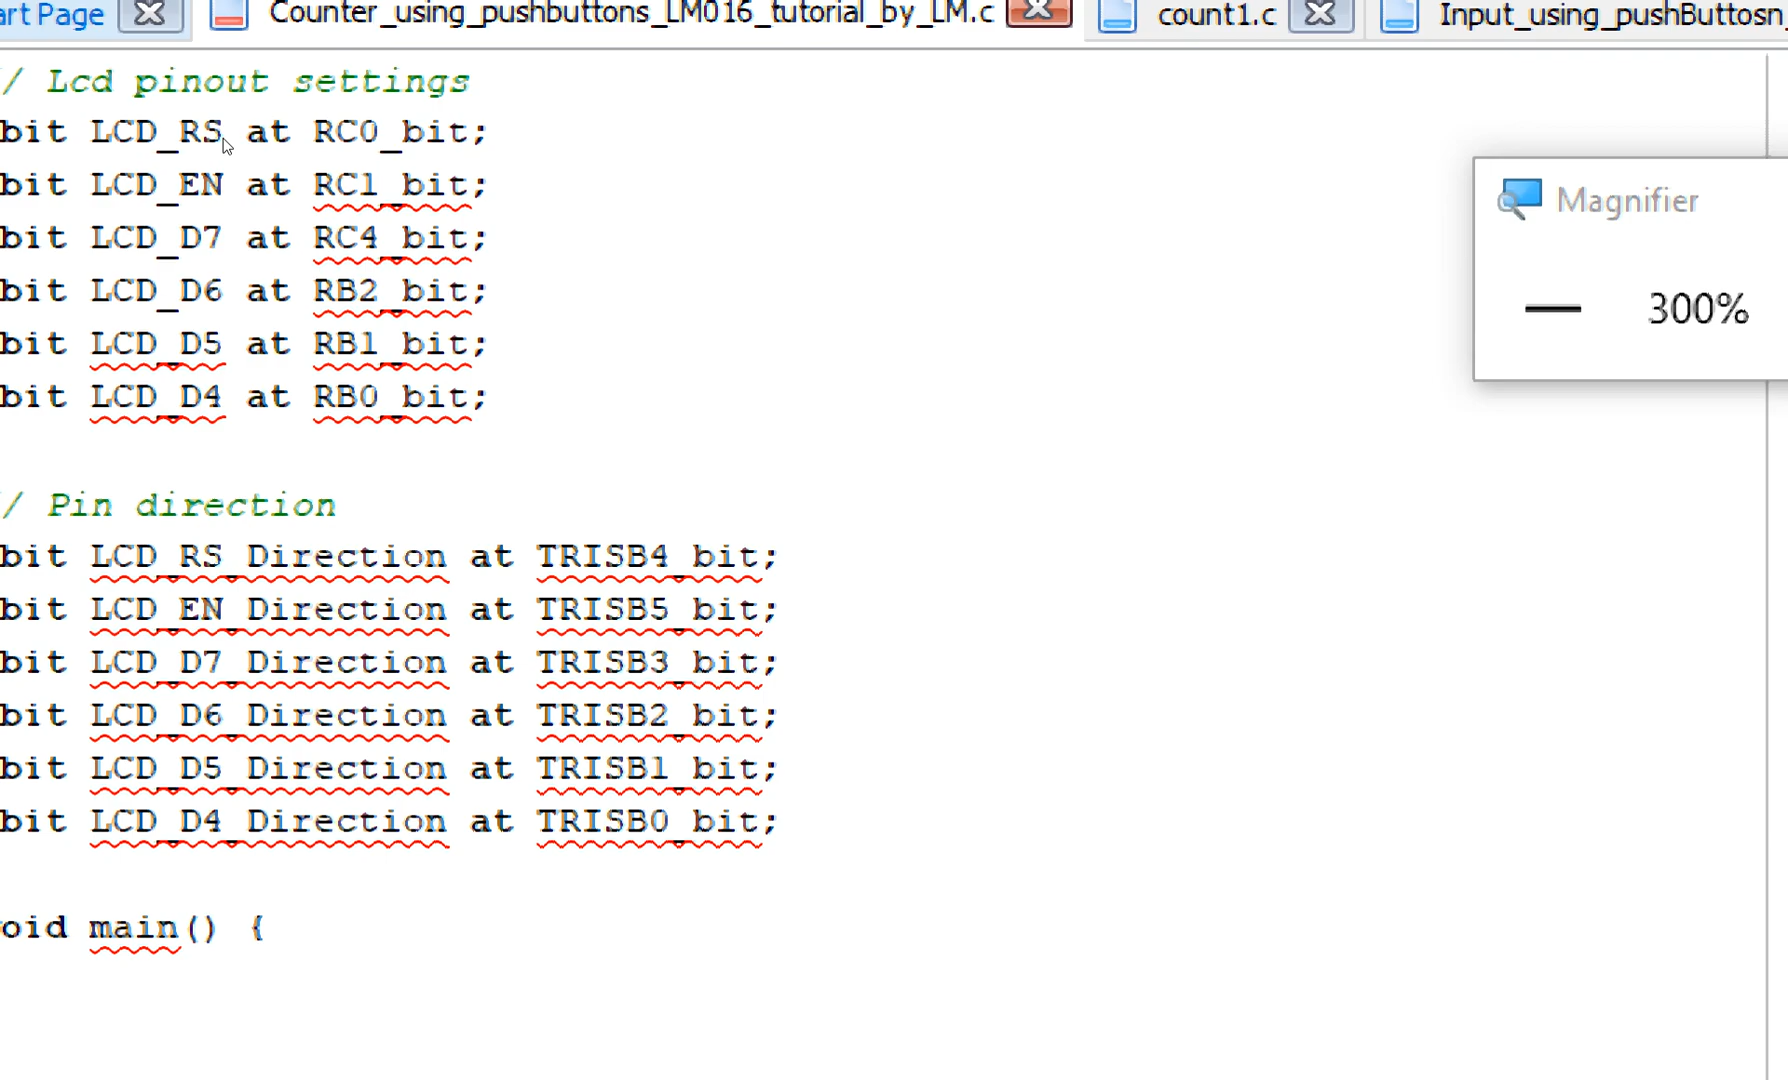 art Page Counter_using_pushbuttons_LM016_tutorial_by_LM.c count1.c Input_using_pushButtosn_
/ Lcd pinout settings
bit LCD_RS at RC0_bit;
bit LCD_EN at RC1_bit;
bit LCD_D7 at RC4_bit;
bit LCD_D6 at RB2_bit;
bit LCD_D5 at RB1_bit;
bit LCD_D4 at RB0_bit;
/ Pin direction
bit LCD_RS_Direction at TRISB4_bit;
bit LCD_EN_Direction at TRISB5_bit;
bit LCD_D7_Direction at TRISB3_bit;
bit LCD_D6_Direction at TRISB2_bit;
bit LCD_D5_Direction at TRISB1_bit;
bit LCD_D4_Direction at TRISB0_bit;
oid main() {
Magnifier
300%